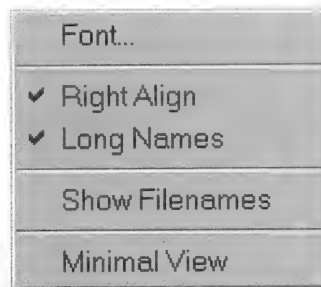 Font...
Right Align
Long Names
Show Filenames
Minimal View